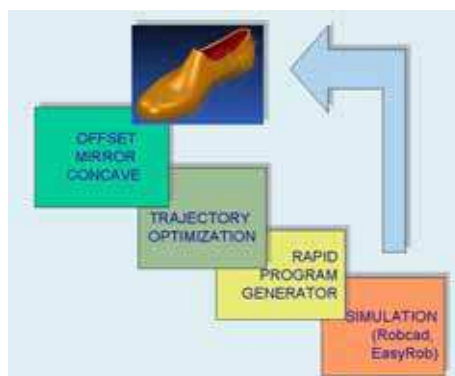 OFFSET
MIRROR
CONCAVE
TRAJECTORY
OPTIMIZATION
RAPID
PROGRAM
GENERATOR
SIMULATION
(Robcad,
EasyRob)